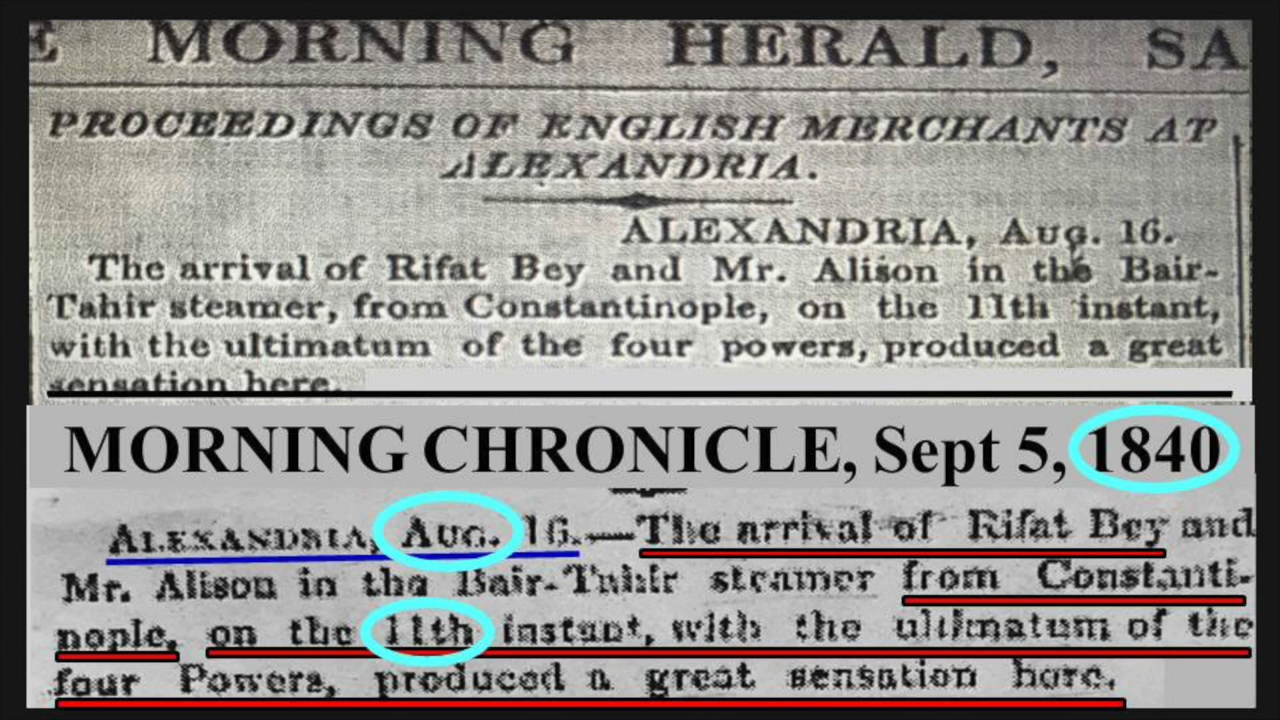 E MORNING HERALD, SA
PROCEEDINGS OF ENGLISH MERCHANTS AT
ALEXANDRIA.
ALEXANDRIA, Aug. 16.
The arrival of Rifat Bey and Mr. Alison in the Bair-
Tahir steamer, from Constantinople, on the 11th instant,
with the ultimatum of the four powers, produced a great
sensation here.
MORNING CHRONICLE, Sept 5, 1840
ALEXANDRIA, AUG. 16.—The arrival of Rifat Bey and
Mr. Alison in the Bair-Tahir steamer from Constanti-
nople, on the 11th instant, with the ultimatum of the
four Powers, produced a great sensation here.